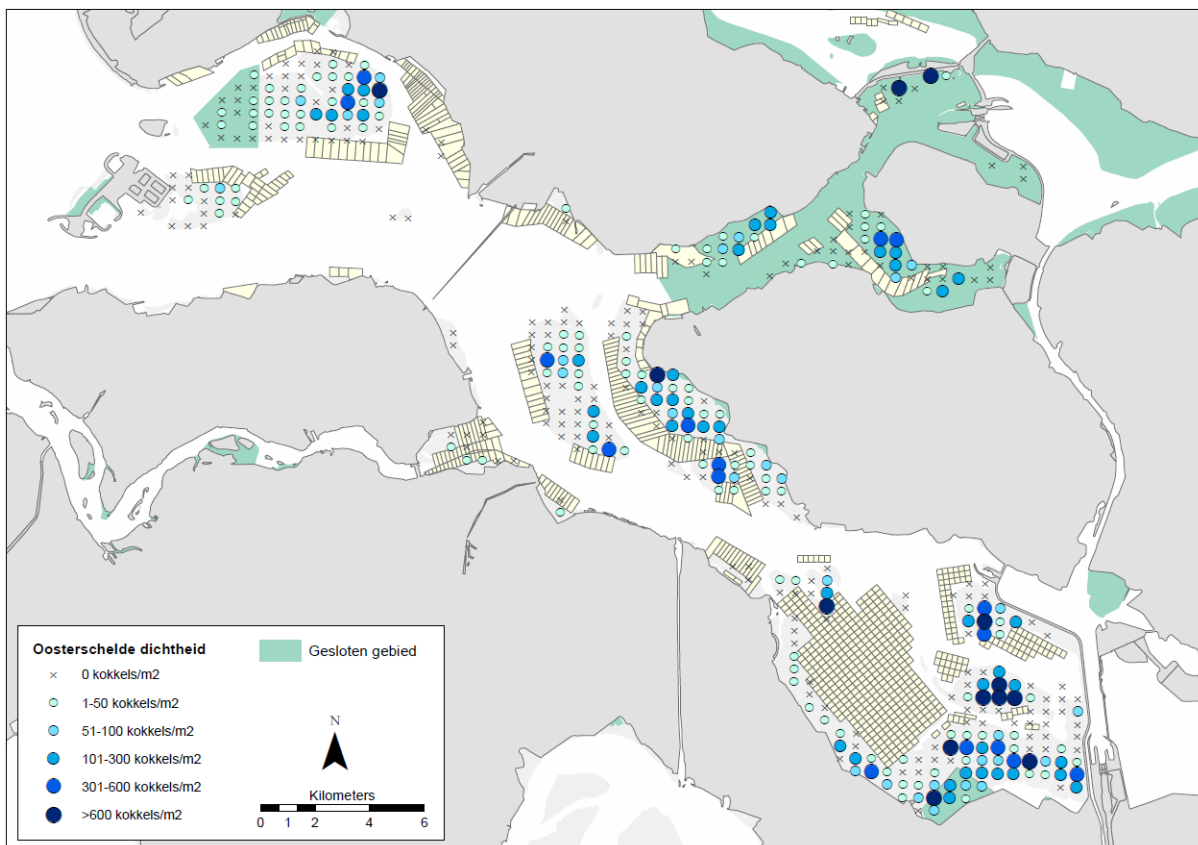 Oosterschelde dichtheid
× 0 kokkels/m2
1-50 kokkels/m2
51-100 kokkels/m2
101-300 kokkels/m2
301-600 kokkels/m2
>600 kokkels/m2
Gesloten gebied
N
Kilometers
0 1 2 4 6